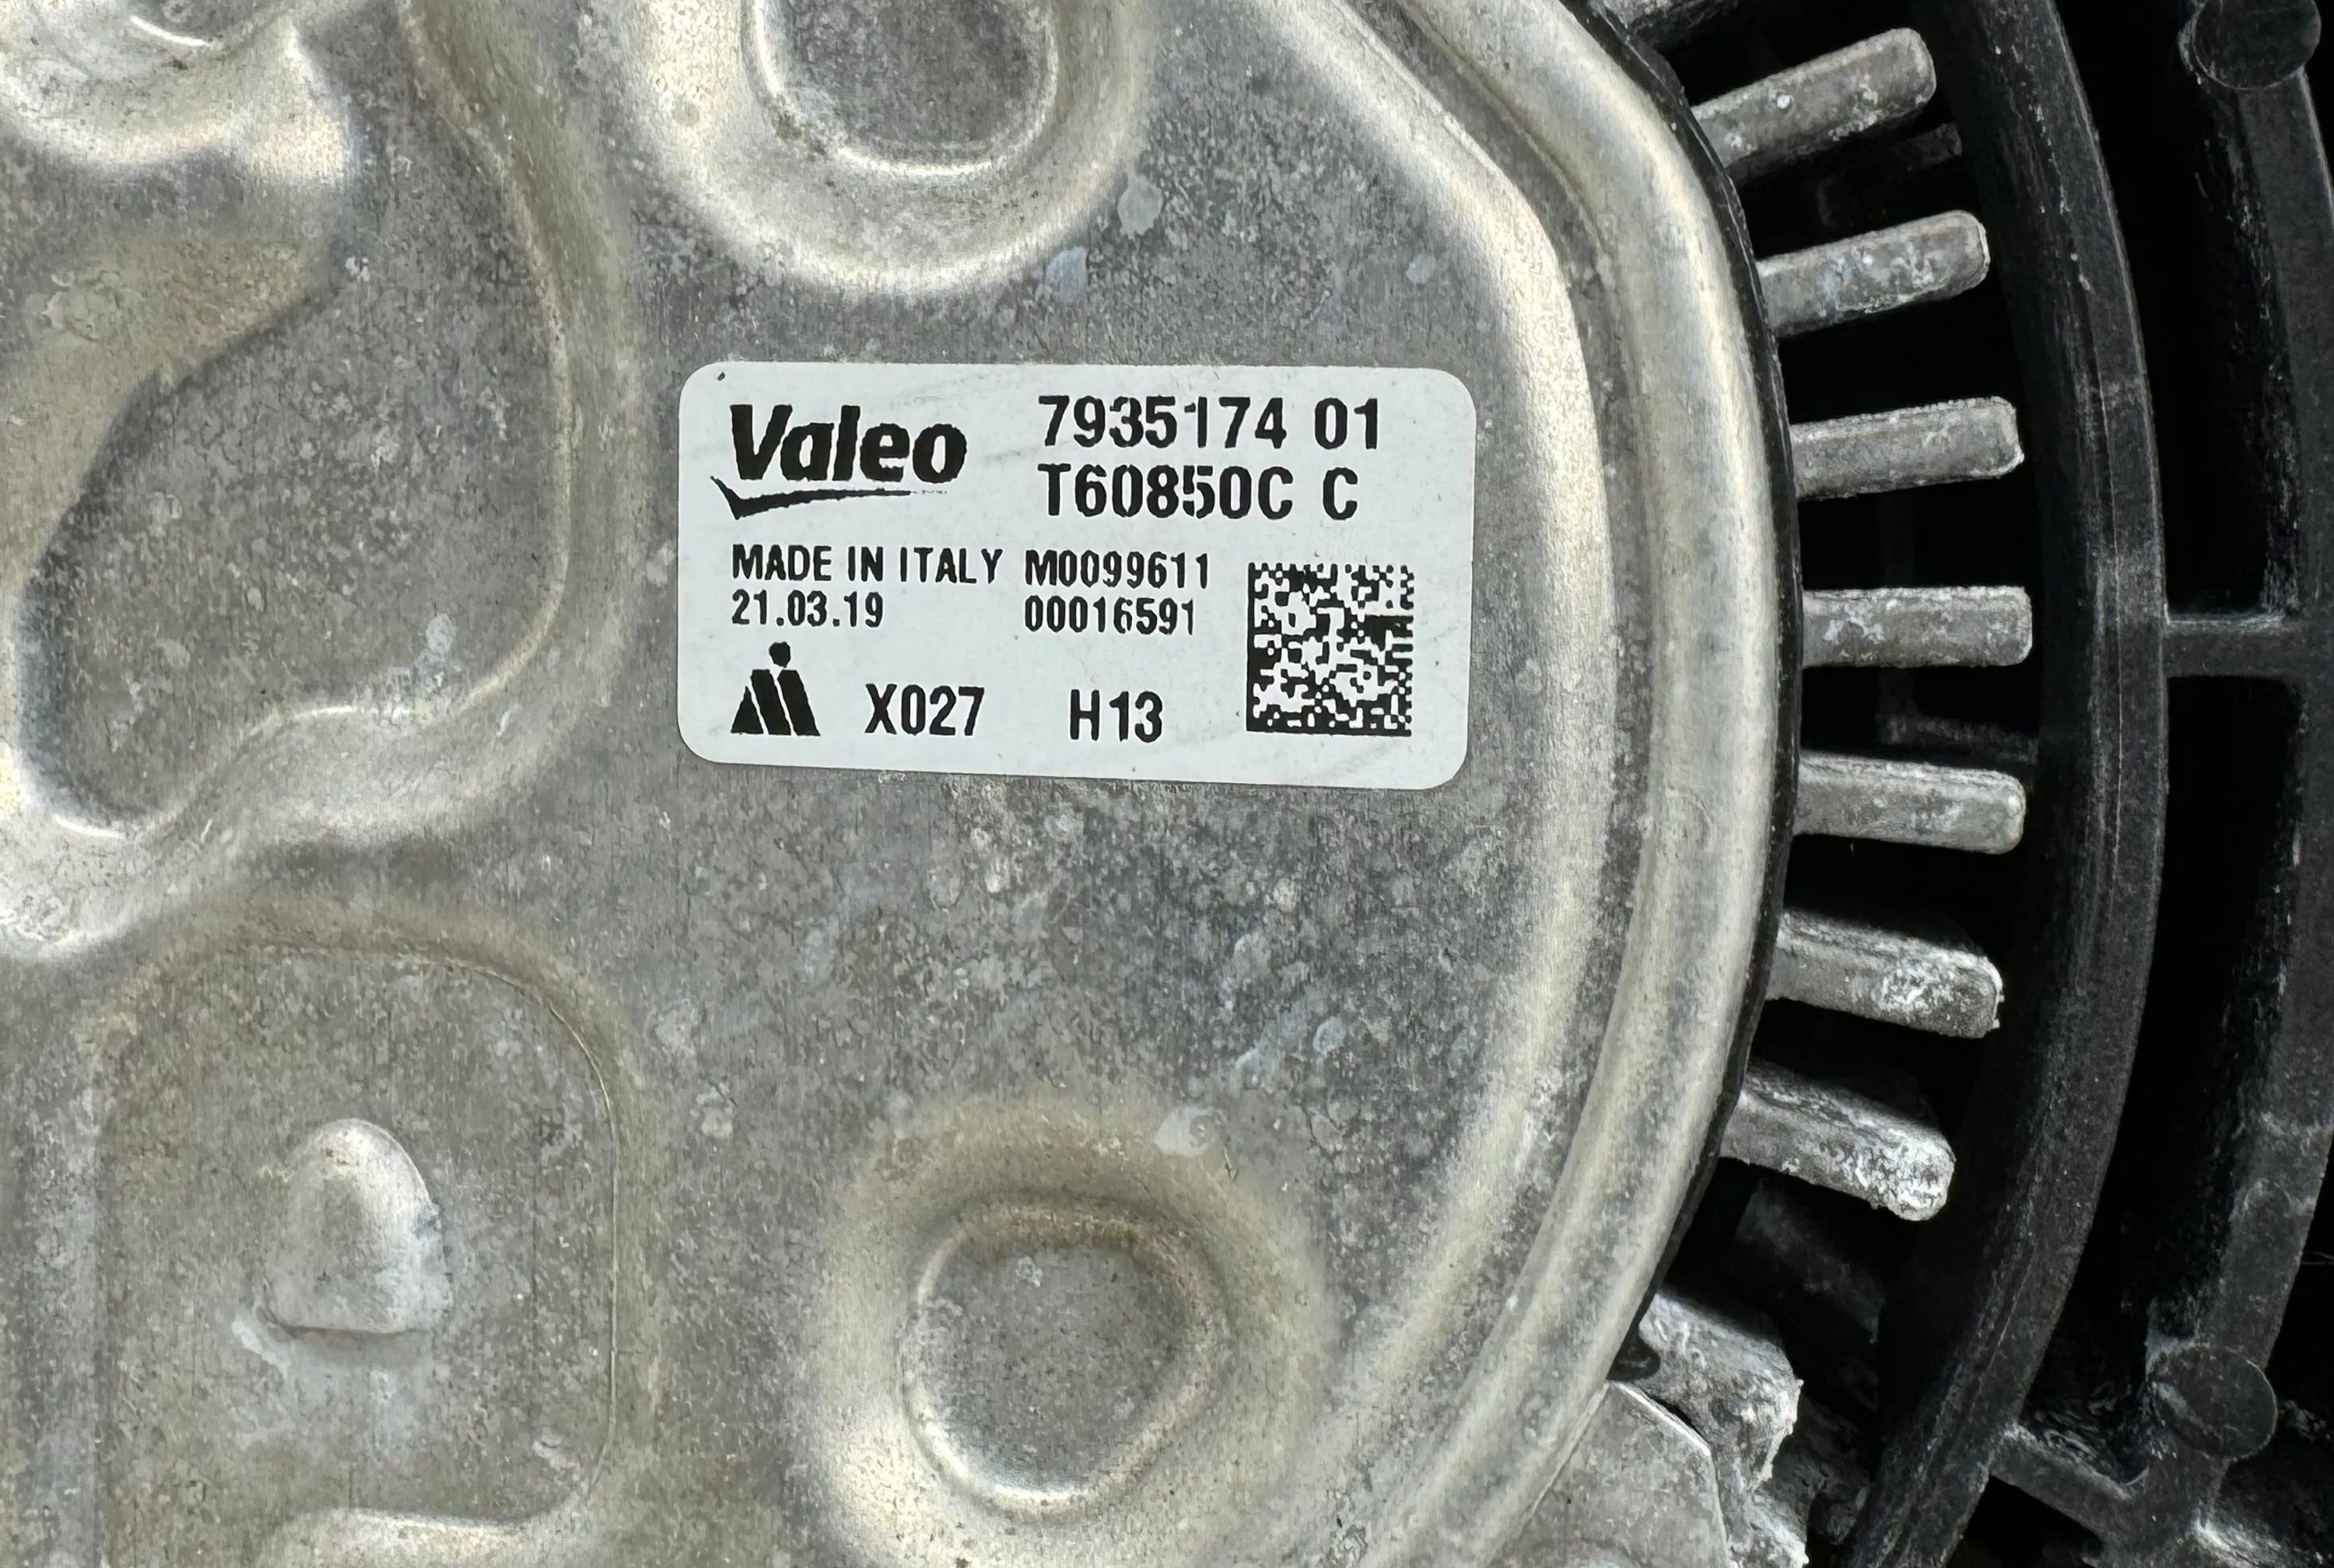 Valeo
7935174 01
T60850C C
MADE IN ITALY M0099611
21.03.19 00016591
X027 H13